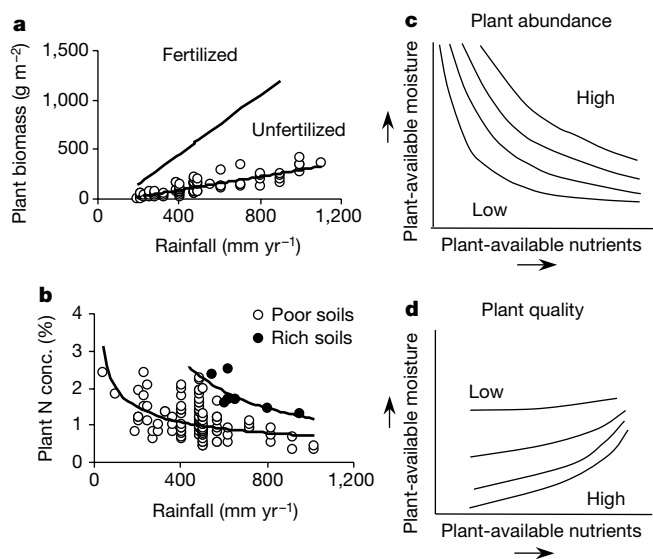 a
Plant biomass (g m⁻²)
1,500
1,000
500
0
Fertilized
Unfertilized
0 400 800 1,200
Rainfall (mm yr⁻¹)
b
Plant N conc. (%)
4
3
2
1
0
Poor soils
Rich soils
0 400 800 1,200
Rainfall (mm yr⁻¹)
c
Plant abundance
Plant-available moisture
High
Low
Plant-available nutrients
d
Plant quality
Plant-available moisture
Low
High
Plant-available nutrients